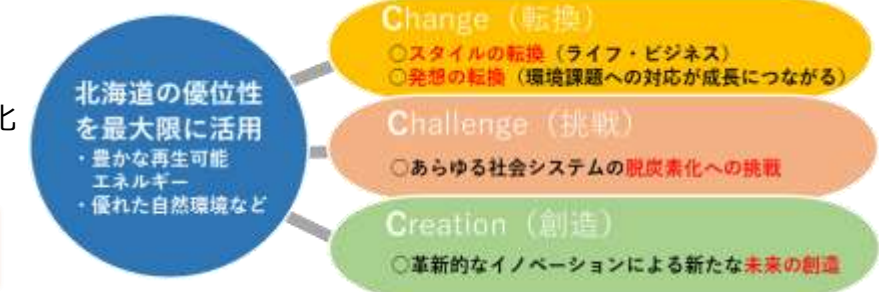 北海道の優位性
を最大限に活用
・豊かな再生可能
エネルギー
・優れた自然環境など
Change（転換）
○スタイルの転換（ライフ・ビジネス）
○発想の転換（環境課題への対応が成長につながる）
Challenge（挑戦）
○あらゆる社会システムの脱炭素化への挑戦
Creation（創造）
○革新的なイノベーションによる新たな未来の創造